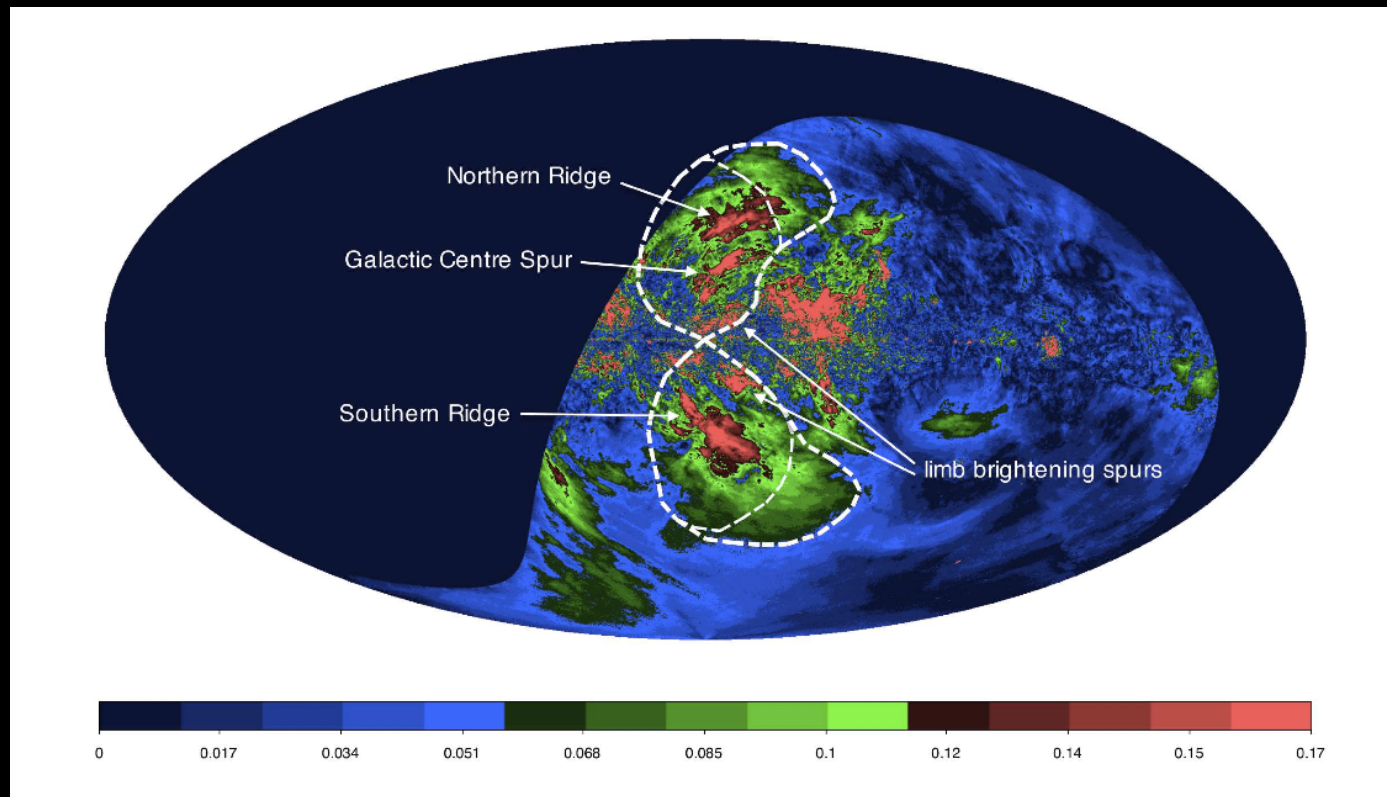 Northern Ridge
Galactic Centre Spur
Southern Ridge
limb brightening spurs
0 0.017 0.034 0.051 0.068 0.085 0.1 0.12 0.14 0.15 0.17